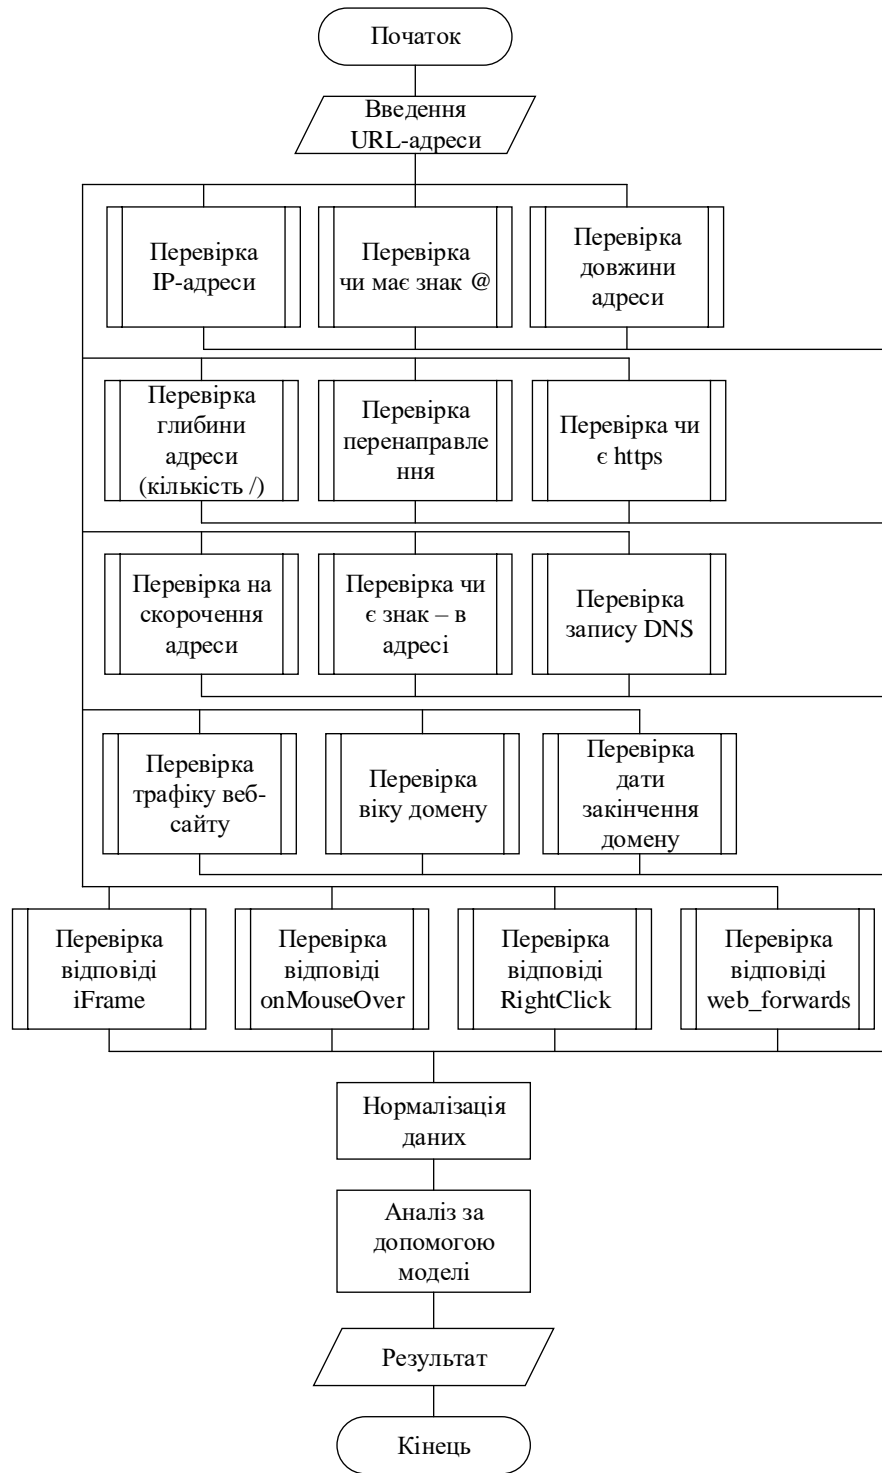 Початок
Введення
URL-адреси
Перевірка
IP-адреси
Перевірка
чи має знак @
Перевірка
довжини
адреси
Перевірка
глибини
адреси
(кількість /)
Перевірка
перенаправле
ння
Перевірка чи
є https
Перевірка на
скорочення
адреси
Перевірка чи
є знак – в
адресі
Перевірка
запису DNS
Перевірка
трафіку веб-
сайту
Перевірка
віку домену
Перевірка
дати
закінчення
домену
Перевірка
відповіді
iFrame
Перевірка
відповіді
onMouseOver
Перевірка
відповіді
RightClick
Перевірка
відповіді
web_forwards
Нормалізація
даних
Аналіз за
допомогою
моделі
Результат
Кінець